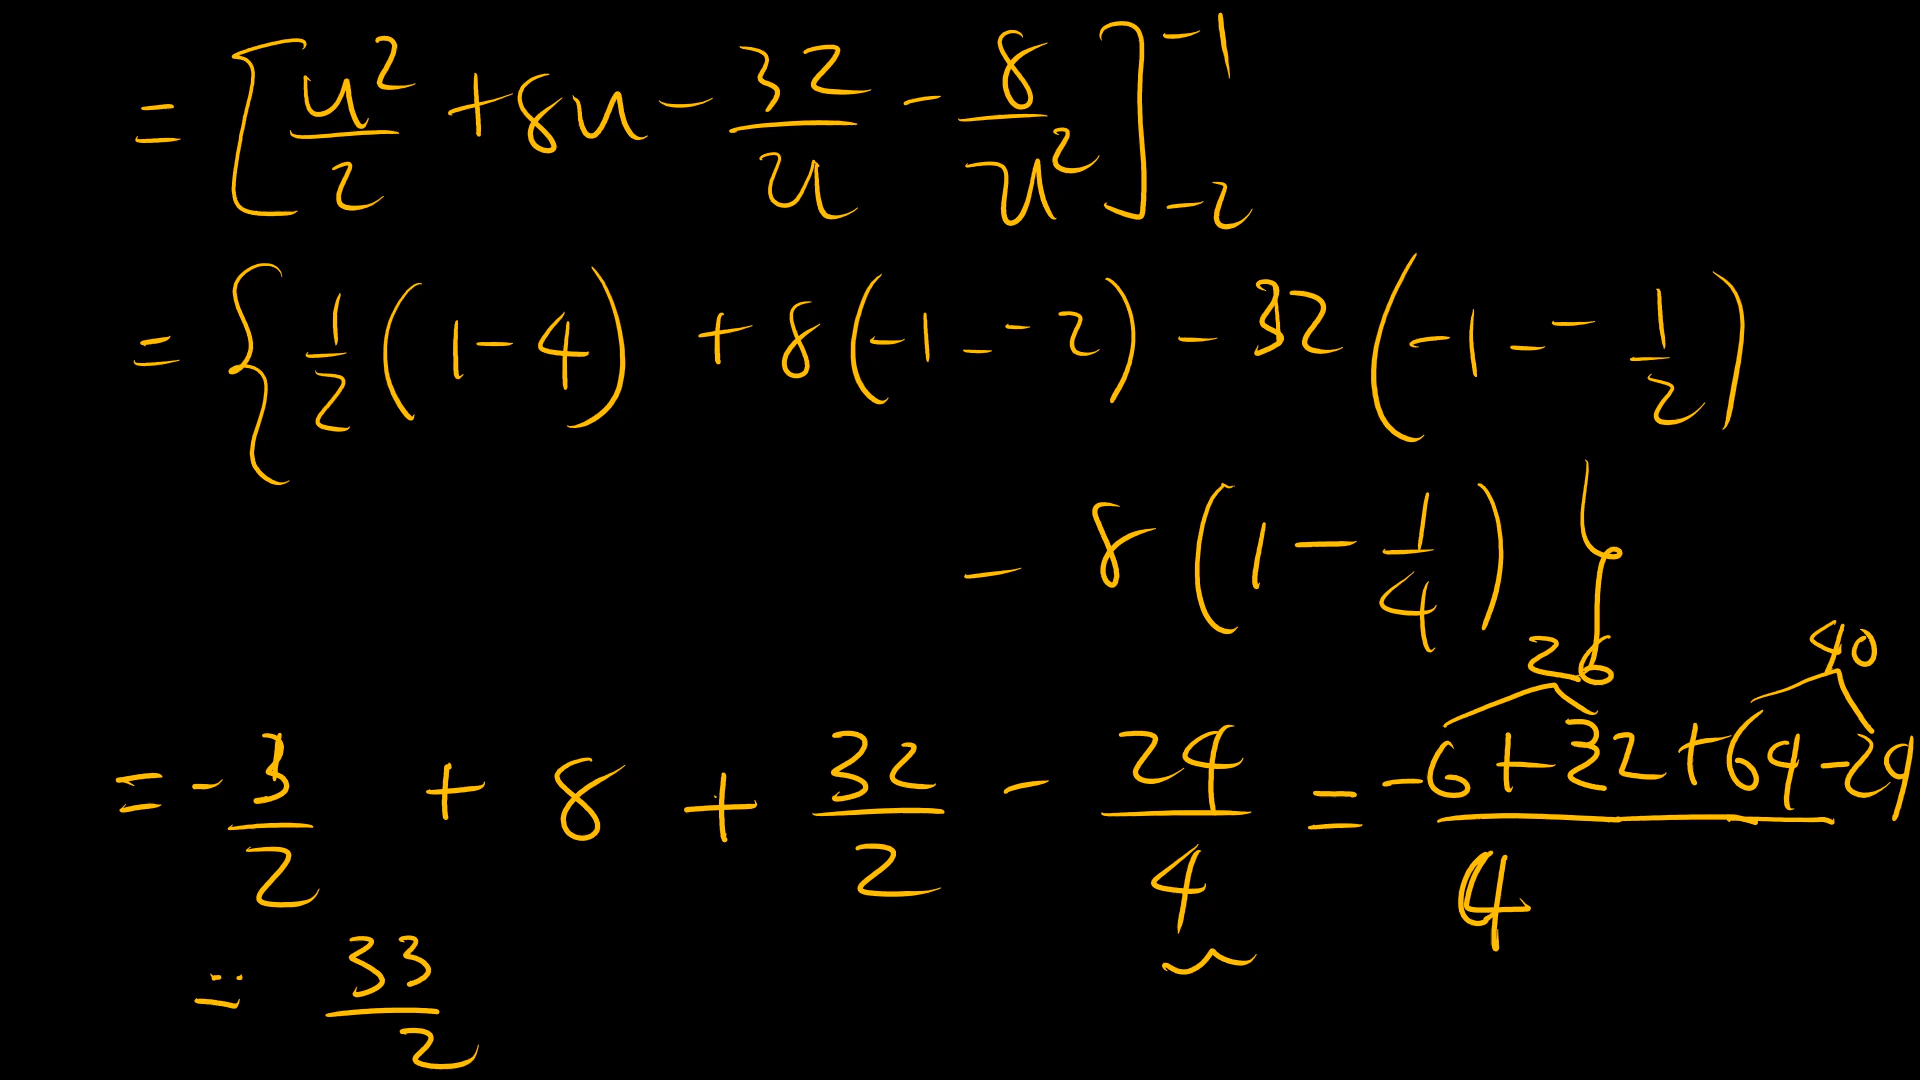 = [u²/2 + 8u - 32/u - 8/u²]₋₂⁻¹
= {1/2 (1 - 4) + 8(-1 - -2) - 32(-1 - -1/2)
- 8(1 - 1/4)}
26 40
= -3/2 + 8 + 32/2 - 24/4 = (-6 + 32 + 64 - 24)/4
= 33/2